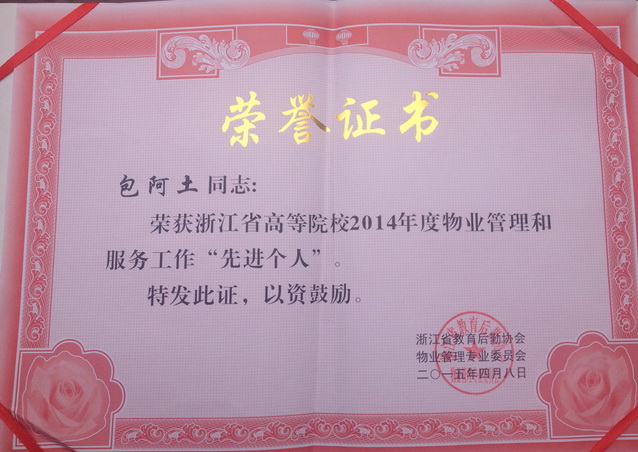 荣誉证书
包阿土同志:
荣获浙江省高等院校2014年度物业管理和
服务工作“先进个人”。
特发此证，以资鼓励。
浙江省教育后勤协会
物业管理专业委员会
二〇一五年四月八日